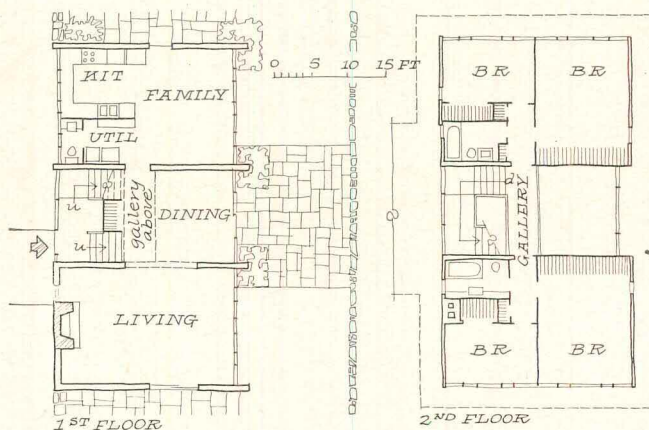 KIT
FAMILY
UTIL
u
gallery
above
DINING
u
LIVING
1ST FLOOR
0 5 10 15 FT
BR
BR
d
GALLERY
BR
BR
2ND FLOOR